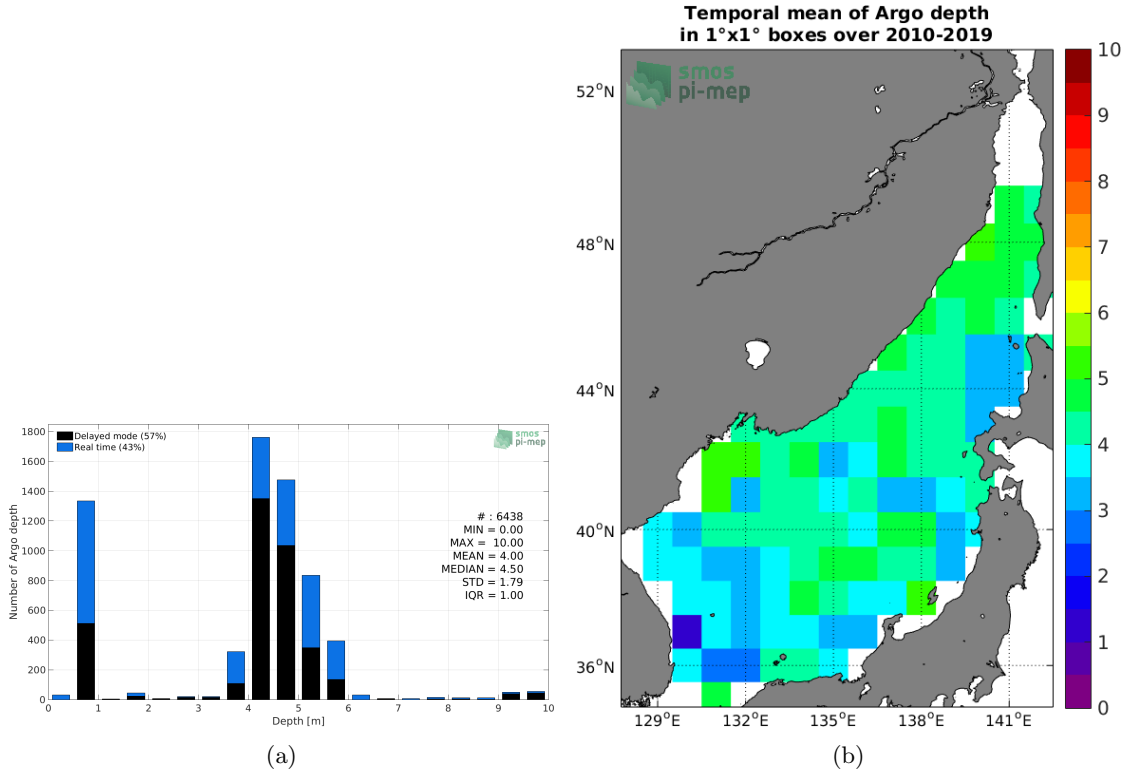 Temporal mean of Argo depth
in 1°x1° boxes over 2010-2019
smos
pi-mep
52°N
48°N
44°N
40°N
36°N
129°E 132°E 135°E 138°E 141°E
10
9
8
7
6
5
4
3
2
1
0
Delayed mode (57%)
Real time (43%)
smos
pi-mep
# : 6438
MIN = 0.00
MAX = 10.00
MEAN = 4.00
MEDIAN = 4.50
STD = 1.79
IQR = 1.00
Number of Argo depth
1800
1600
1400
1200
1000
800
600
400
200
0
0 1 2 3 4 5 6 7 8 9 10
Depth [m]
(a)
(b)